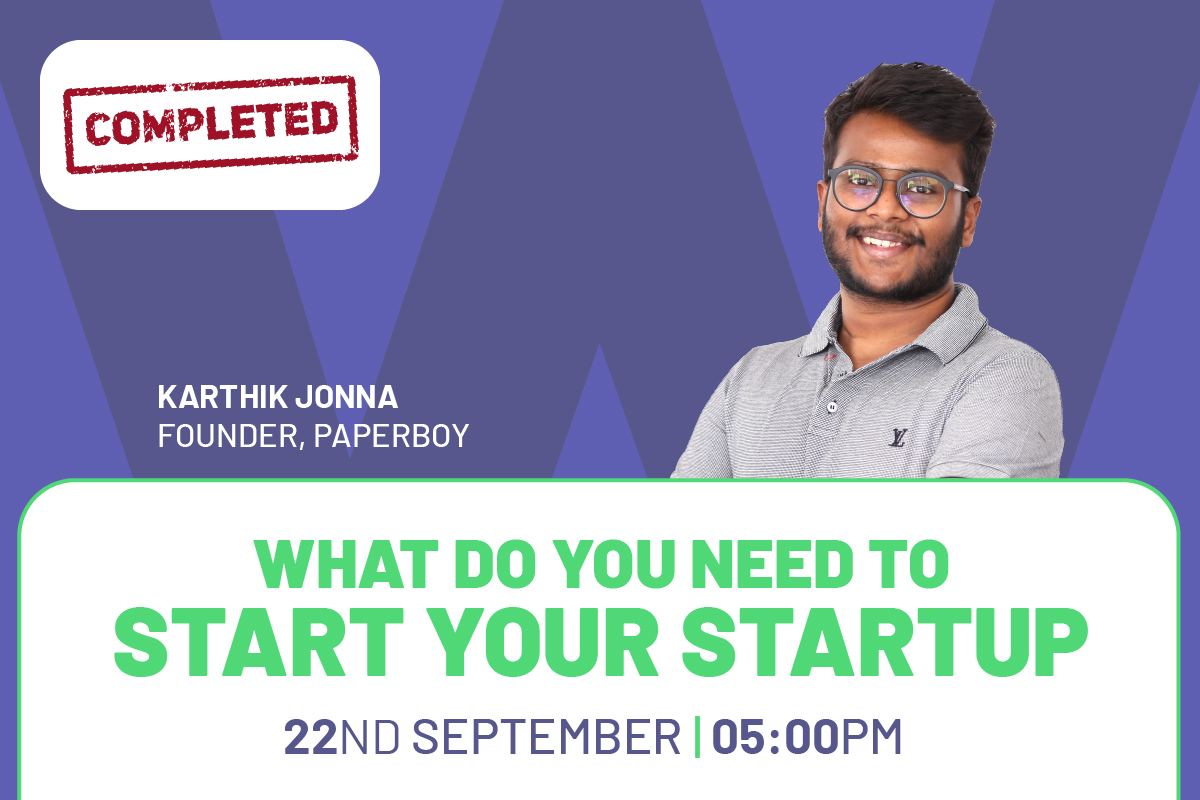 COMPLETED
KARTHIK JONNA
FOUNDER, PAPERBOY
WHAT DO YOU NEED TO
START YOUR STARTUP
22ND SEPTEMBER | 05:00PM